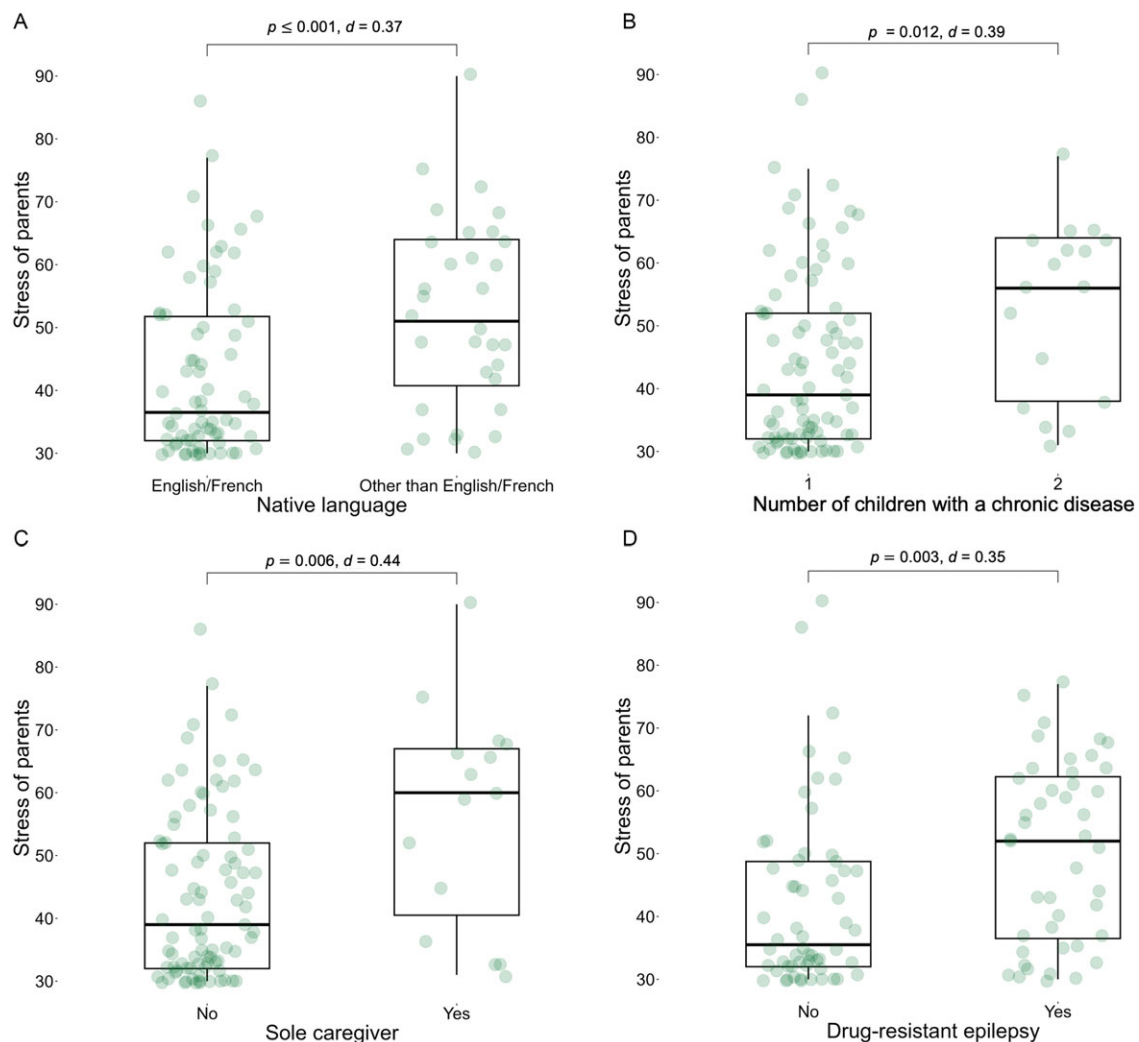 A
p ≤ 0.001, d = 0.37
90
80
70
60
50
40
30
Stress of parents
English/French
Other than English/French
Native language
B
p = 0.012, d = 0.39
90
80
70
60
50
40
30
Stress of parents
1
2
Number of children with a chronic disease
C
p = 0.006, d = 0.44
90
80
70
60
50
40
30
Stress of parents
No
Yes
Sole caregiver
D
p = 0.003, d = 0.35
90
80
70
60
50
40
30
Stress of parents
No
Yes
Drug-resistant epilepsy